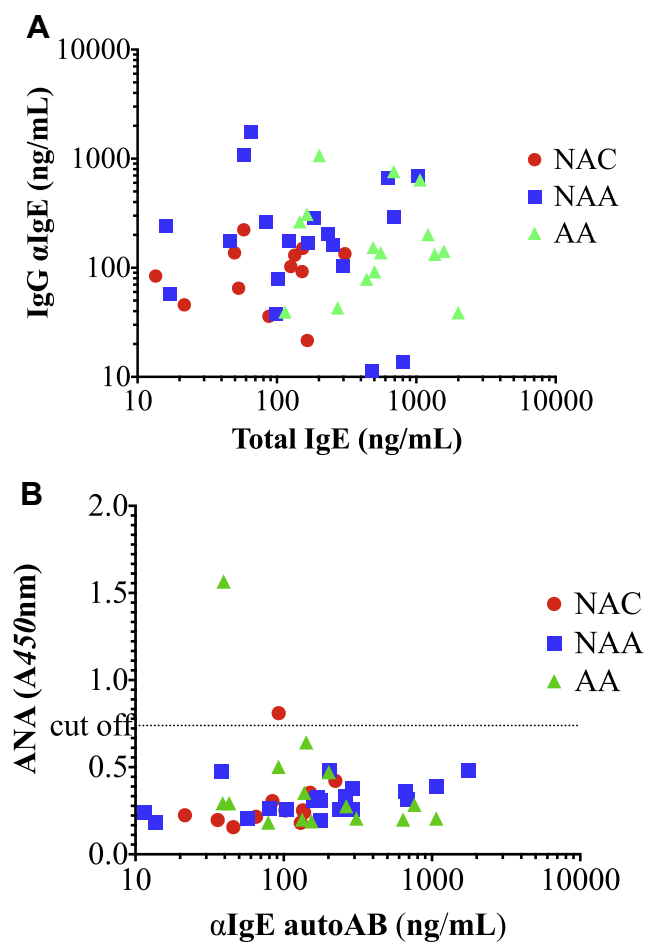 A
10000
1000
100
10
IgG αIgE (ng/mL)
10 100 1000 10000
Total IgE (ng/mL)
NAC
NAA
AA
B
2.0
1.5
1.0
cut off
0.5
0.0
ANA (A450nm)
10 100 1000 10000
αIgE autoAB (ng/mL)
NAC
NAA
AA